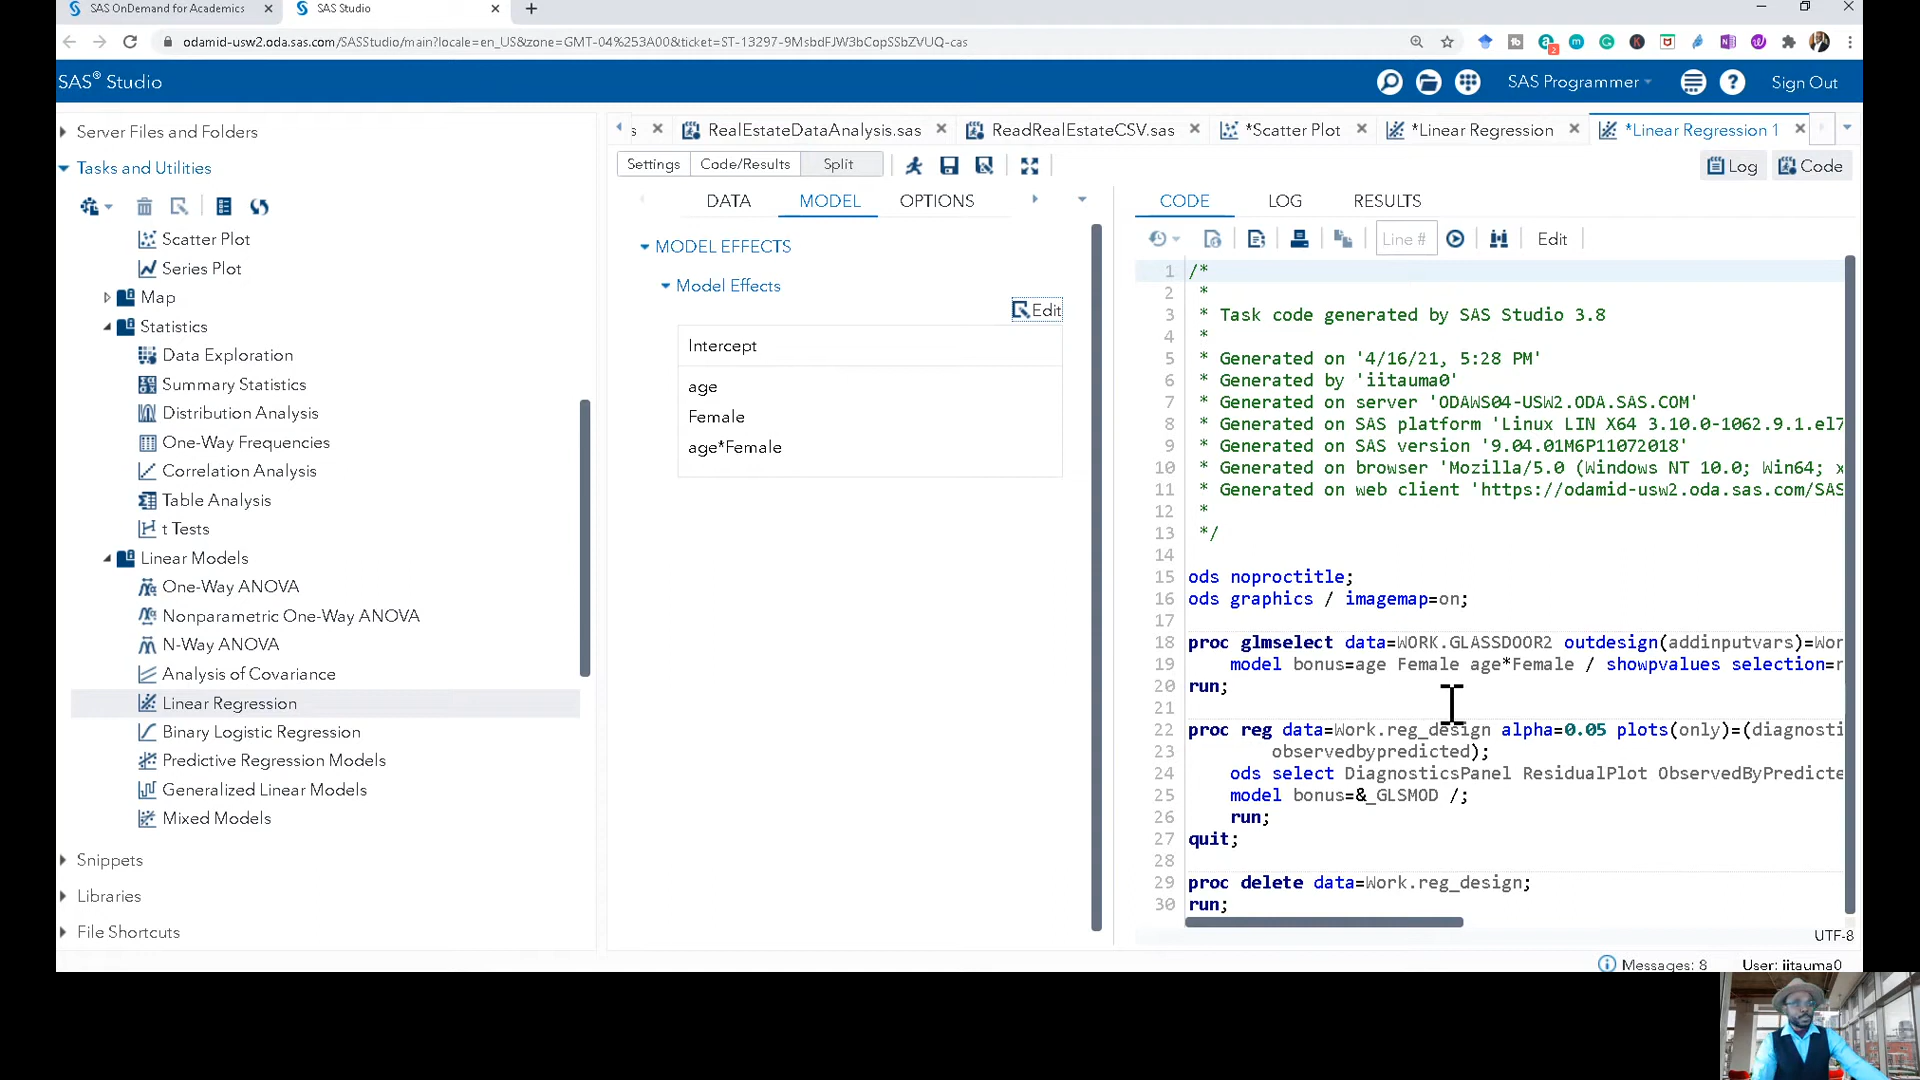 SAS OnDemand for Academics
SAS Studio
odamid-usw2.oda.sas.com/SASStudio/main?locale=en_US&zone=GMT-04%253A00&ticket=ST-13297-9MsbdFJW3bCopSSbZVUQ-cas
SAS® Studio
SAS Programmer
Sign Out
Server Files and Folders
Tasks and Utilities
Scatter Plot
Series Plot
Map
Statistics
Data Exploration
Summary Statistics
Distribution Analysis
One-Way Frequencies
Correlation Analysis
Table Analysis
t Tests
Linear Models
One-Way ANOVA
Nonparametric One-Way ANOVA
N-Way ANOVA
Analysis of Covariance
Linear Regression
Binary Logistic Regression
Predictive Regression Models
Generalized Linear Models
Mixed Models
Snippets
Libraries
File Shortcuts
s RealEstateDataAnalysis.sas ReadRealEstateCSV.sas *Scatter Plot *Linear Regression *Linear Regression 1
Settings Code/Results Split
Log Code
DATA MODEL OPTIONS
MODEL EFFECTS
Model Effects
Edit
Intercept
age
Female
age*Female
CODE LOG RESULTS
Line # Edit
1 /*
2 *
3 * Task code generated by SAS Studio 3.8
4 *
5 * Generated on '4/16/21, 5:28 PM'
6 * Generated by 'iitauma0'
7 * Generated on server 'ODAWS04-USW2.ODA.SAS.COM'
8 * Generated on SAS platform 'Linux LIN X64 3.10.0-1062.9.1.el7
9 * Generated on SAS version '9.04.01M6P11072018'
10 * Generated on browser 'Mozilla/5.0 (Windows NT 10.0; Win64; x
11 * Generated on web client 'https://odamid-usw2.oda.sas.com/SAS
12 *
13 */
14
15 ods noproctitle;
16 ods graphics / imagemap=on;
17
18 proc glmselect data=WORK.GLASSDOOR2 outdesign(addinputvars)=Wor
19 model bonus=age Female age*Female / showpvalues selection=n
20 run;
21
22 proc reg data=Work.reg_design alpha=0.05 plots(only)=(diagnosti
23 observedbypredicted);
24 ods select DiagnosticsPanel ResidualPlot ObservedByPredicte
25 model bonus=&_GLSMOD /;
26 run;
27 quit;
28
29 proc delete data=Work.reg_design;
30 run;
UTF-8
Messages: 8 User: iitauma0